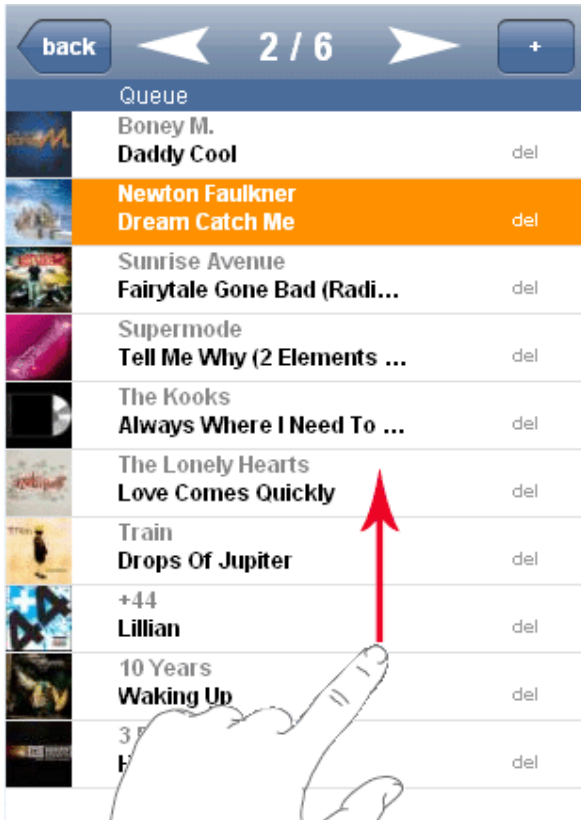 back
2 / 6
+
Queue
Boney M.
Daddy Cool
del
Newton Faulkner
Dream Catch Me
del
Sunrise Avenue
Fairytale Gone Bad (Radi...
del
Supermode
Tell Me Why (2 Elements ...
del
The Kooks
Always Where I Need To ...
del
The Lonely Hearts
Love Comes Quickly
del
Train
Drops Of Jupiter
del
+44
Lillian
del
10 Years
Waking Up
del
3
del